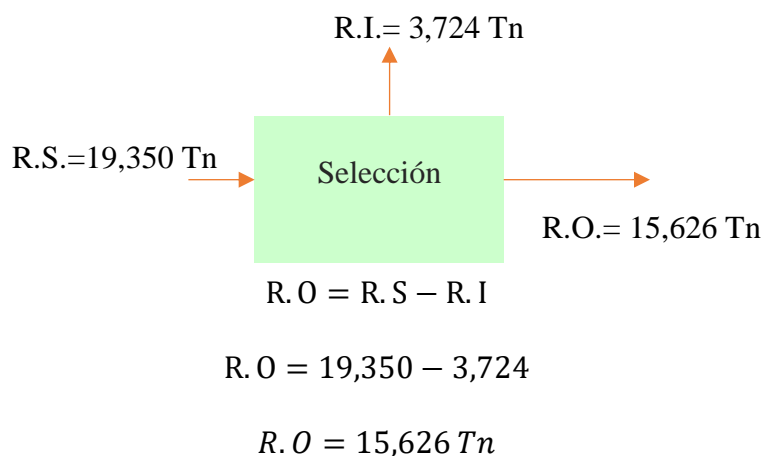 R.I.= 3,724 Tn
R.S.=19,350 Tn
Selección
R.O.= 15,626 Tn
R. O = R. S − R. I
R. O = 19,350 − 3,724
R. O = 15,626 Tn